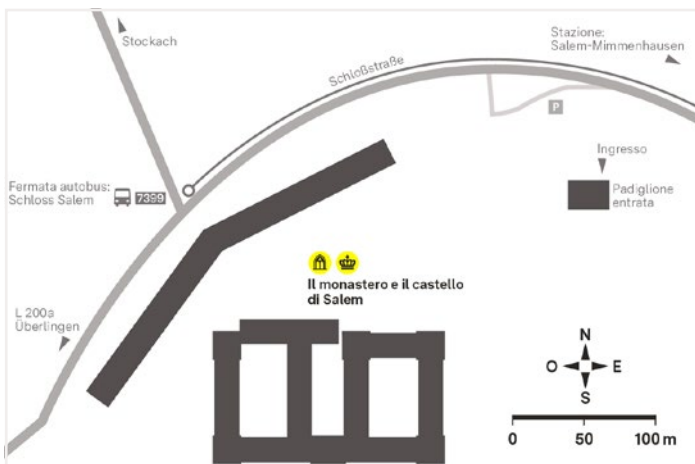 Stockach
Stazione:
Salem-Mimmenhausen
Schloßstraße
P
Ingresso
Fermata autobus:
Schloss Salem
7399
Padiglione
entrata
Il monastero e il castello
di Salem
L 200a
Überlingen
N
O E
S
0 50 100 m